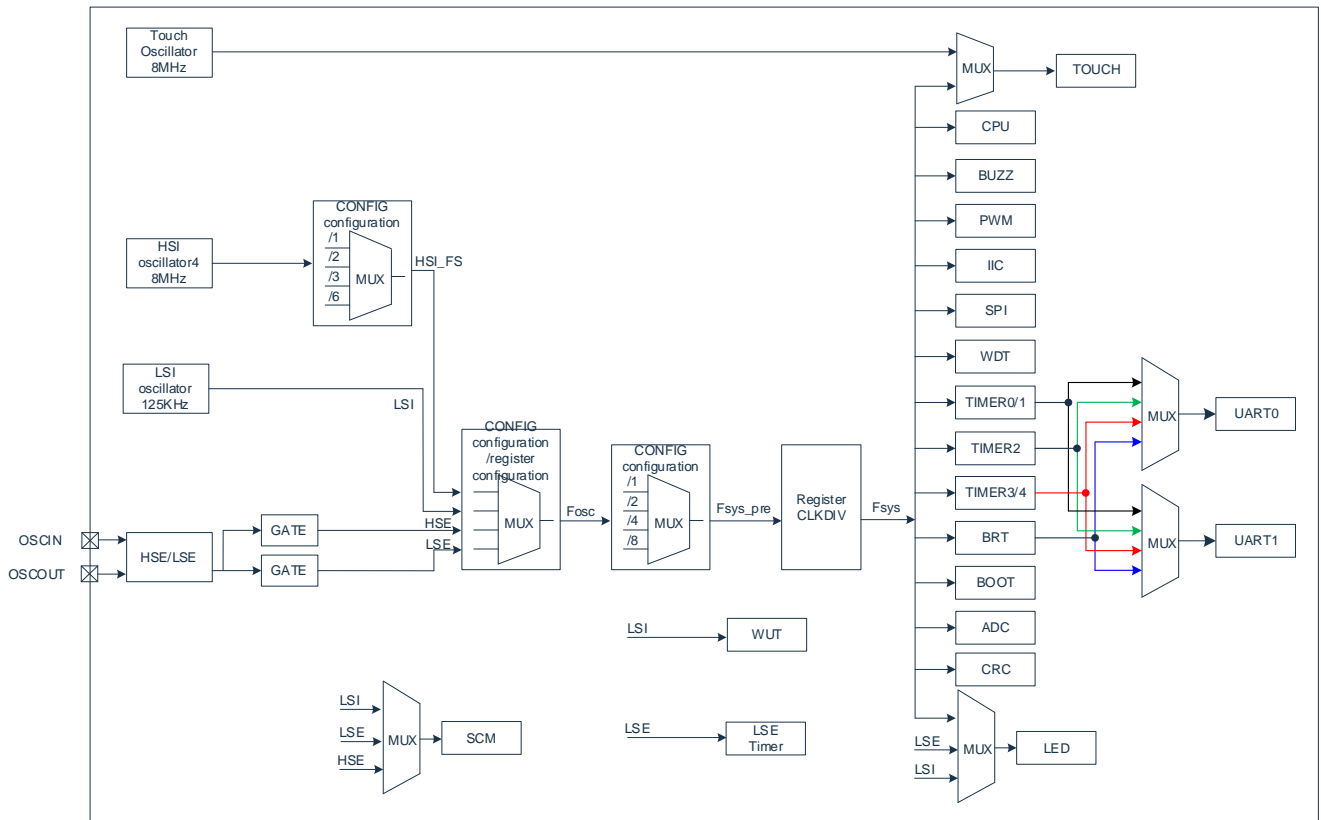 Touch
Oscillator
8MHz
MUX
TOUCH
CPU
BUZZ
PWM
IIC
SPI
WDT
TIMER0/1
TIMER2
TIMER3/4
BRT
BOOT
ADC
CRC
CONFIG
configuration
/1
/2
/3
/6
MUX
HSI_FS
HSI
oscillator4
8MHz
LSI
oscillator
125KHz
LSI
CONFIG
configuration
/register
configuration
MUX
HSE
LSE
Fosc
CONFIG
configuration
/1
/2
/4
/8
MUX
Fsys_pre
Register
CLKDIV
Fsys
MUX
UART0
MUX
UART1
OSCIN
OSCOUT
HSE/LSE
GATE
GATE
LSI
WUT
LSI
LSE
HSE
MUX
SCM
LSE
LSE
Timer
LSE
LSI
MUX
LED